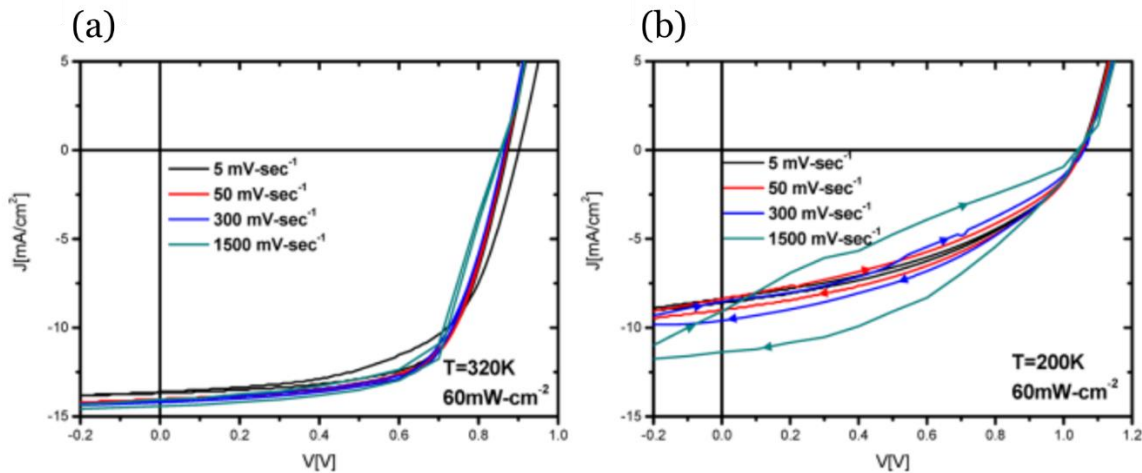 (a)
5
0
-5
-10
-15
J[mA/cm²]
5 mV-sec⁻¹
50 mV-sec⁻¹
300 mV-sec⁻¹
1500 mV-sec⁻¹
T=320K
60mW-cm⁻²
-0.2 0.0 0.2 0.4 0.6 0.8 1.0
V[V]
(b)
5
0
-5
-10
-15
J[mA/cm²]
5 mV-sec⁻¹
50 mV-sec⁻¹
300 mV-sec⁻¹
1500 mV-sec⁻¹
T=200K
60mW-cm⁻²
-0.2 0.0 0.2 0.4 0.6 0.8 1.0 1.2
V[V]